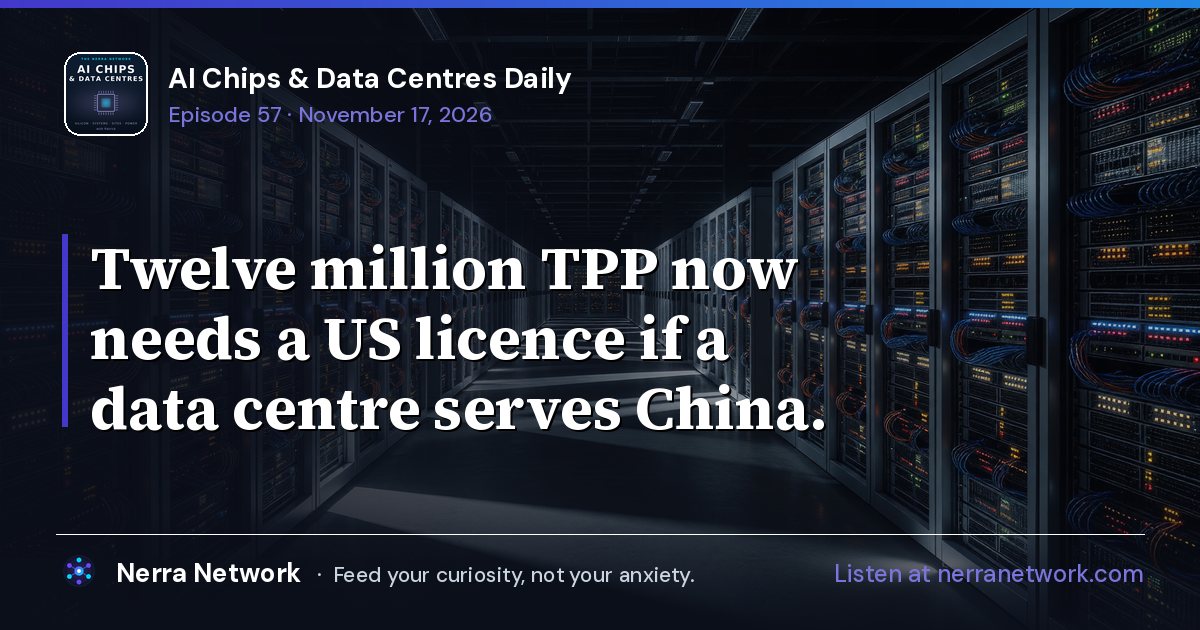 THE NERRA NETWORK
AI CHIPS
& DATA CENTRES
AI Chips & Data Centres Daily
Episode 57 · November 17, 2026
Twelve million TPP now
needs a US licence if a
data centre serves China.
Nerra Network · Feed your curiosity, not your anxiety.
Listen at nerranetwork.com